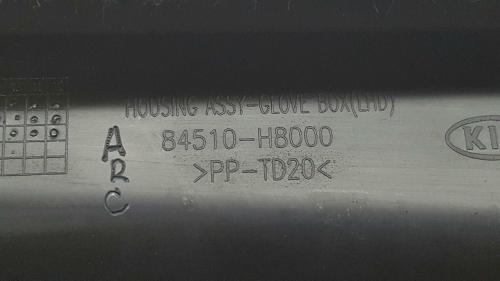 HOUSING ASSY-GLOVE BOX(LHD)
84510-H8000
>PP-TD20<
A
R
C
KI